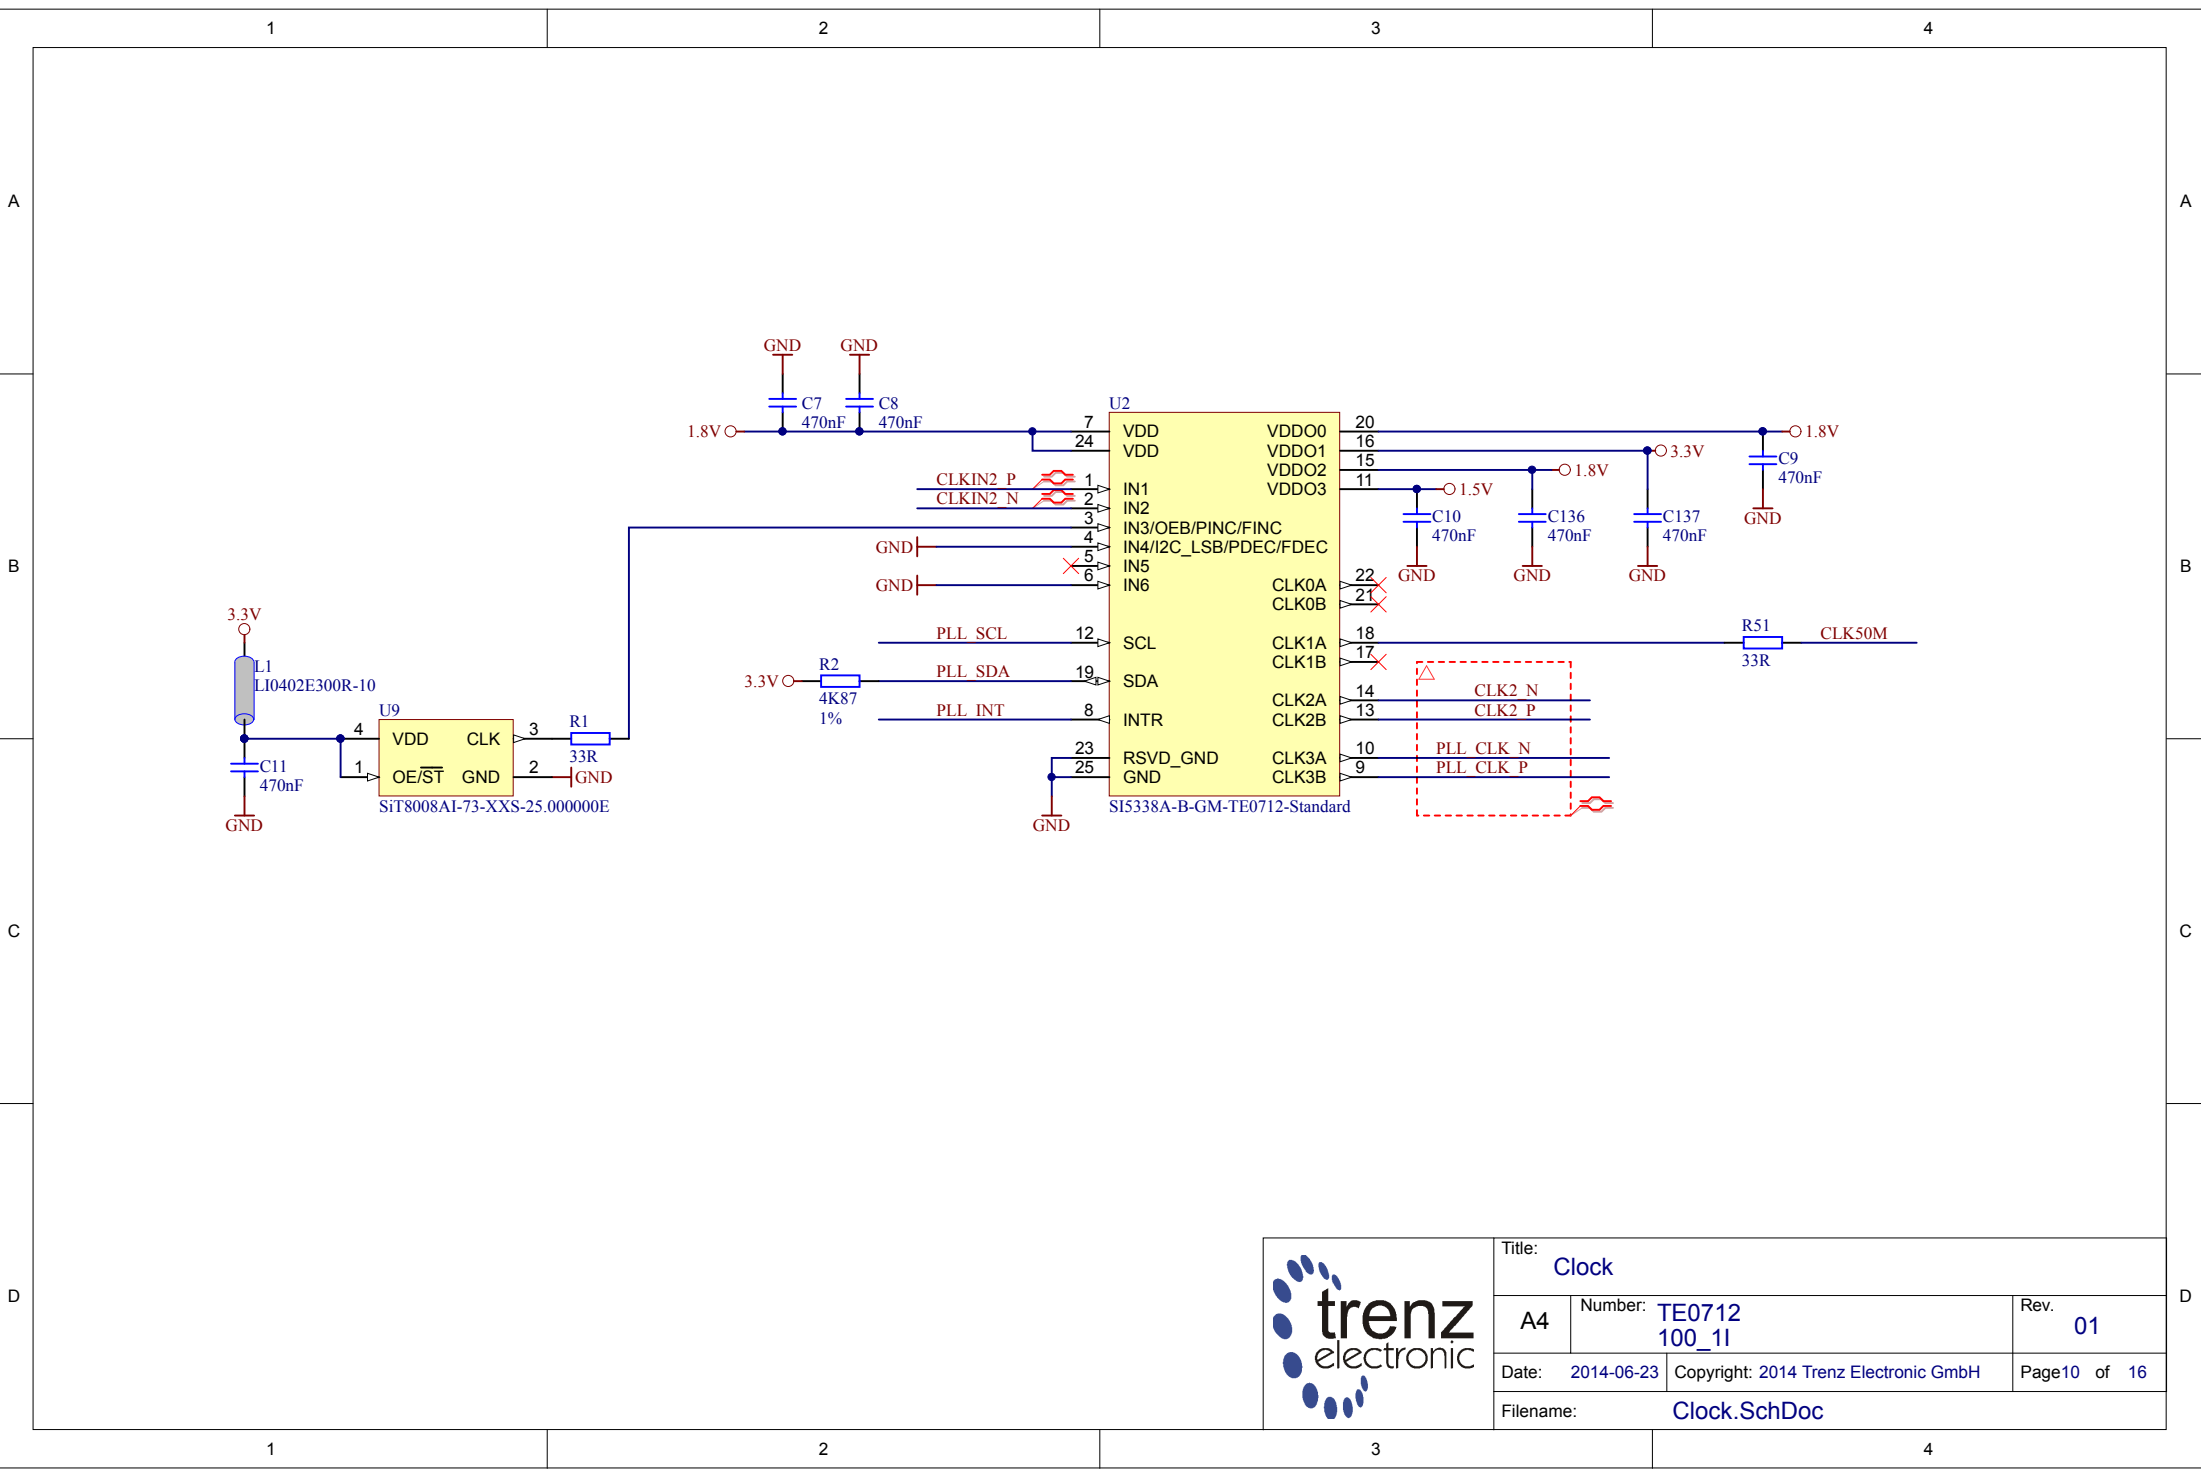 1 2 3 4
A A
GND GND
C7 C8
470nF 470nF
1.8V
U2
7 VDD VDDO0 20 1.8V
24 VDD VDDO1 16 3.3V
VDDO2 15 1.8V
CLKIN2_P 1 IN1 VDDO3 11 1.5V
CLKIN2_N 2 IN2
3 IN3/OEB/PINC/FINC
GND 4 IN4/I2C_LSB/PDEC/FDEC
5 IN5
GND 6 IN6
C9
470nF
GND
C10 C136 C137
470nF 470nF 470nF
GND GND GND
B B
CLK0A 22
CLK0B 21
PLL_SCL 12 SCL CLK1A 18 R51 CLK50M
33R
CLK1B 17
3.3V R2 PLL_SDA 19 SDA
4K87
1%
CLK2A 14 CLK2_N
PLL_INT 8 INTR CLK2B 13 CLK2_P
23 RSVD_GND CLK3A 10 PLL_CLK_N
25 GND CLK3B 9 PLL_CLK_P
GND
SI5338A-B-GM-TE0712-Standard
3.3V
L1
LI0402E300R-10
U9
4 VDD CLK 3 R1
33R
1 OE/ST GND 2 GND
SiT8008AI-73-XXS-25.000000E
C11
470nF
GND
C C
D D
trenz
electronic
Title:
Clock
A4 Number: TE0712
100_1I
Rev.
01
Date: 2014-06-23 Copyright: 2014 Trenz Electronic GmbH Page10 of 16
Filename: Clock.SchDoc
1 2 3 4